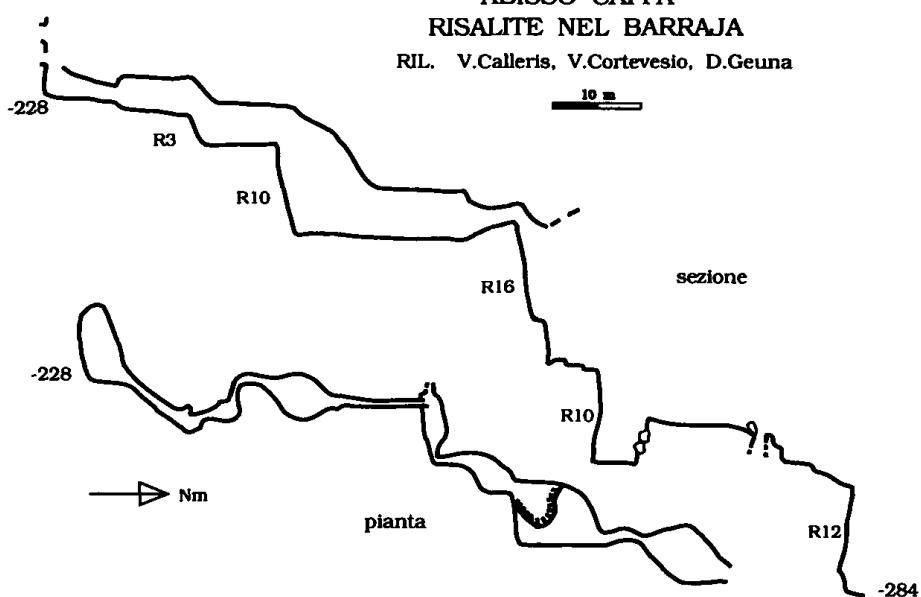 RISALITE NEL BARRAJA
RIL. V.Calleris, V.Cortevesio, D.Geuna
10 m
-228
R3
R10
R16
sezione
-228
R10
Nm
pianta
R12
-284